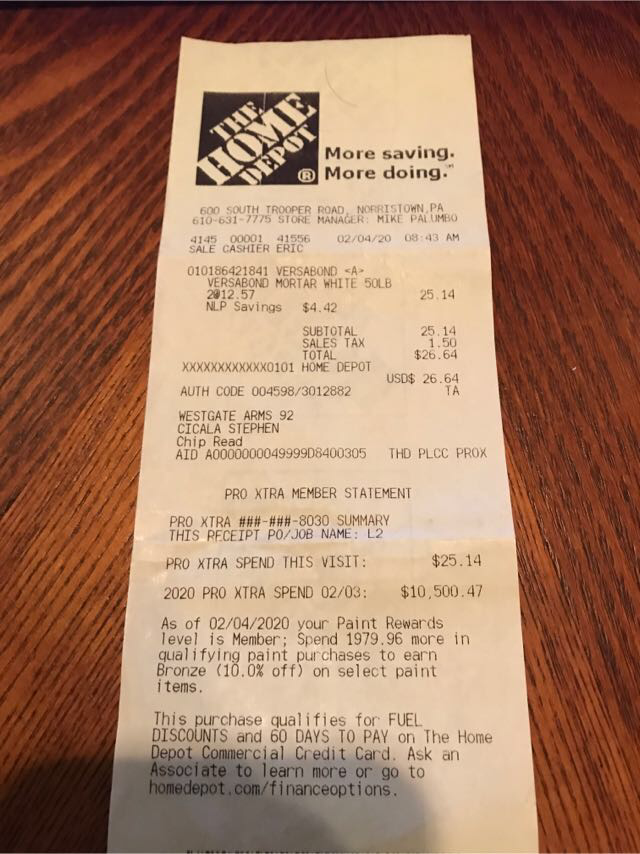 THE
HOME
DEPOT
®
More saving.
More doing.℠
600 SOUTH TROOPER ROAD, NORRISTOWN,PA
610-631-7775 STORE MANAGER: MIKE PALUMBO
4145 00001 41556 02/04/20 08:43 AM
SALE CASHIER ERIC
010186421841 VERSABOND <A>
VERSABOND MORTAR WHITE 50LB
2@12.57 25.14
NLP Savings $4.42
SUBTOTAL 25.14
SALES TAX 1.50
TOTAL $26.64
XXXXXXXXXXXX0101 HOME DEPOT
USD$ 26.64
AUTH CODE 004598/3012882 TA
WESTGATE ARMS 92
CICALA STEPHEN
Chip Read
AID A0000000049999D8400305 THD PLCC PROX
PRO XTRA MEMBER STATEMENT
PRO XTRA ###-###-8030 SUMMARY
THIS RECEIPT PO/JOB NAME: L2
PRO XTRA SPEND THIS VISIT: $25.14
2020 PRO XTRA SPEND 02/03: $10,500.47
As of 02/04/2020 your Paint Rewards
level is Member; Spend 1979.96 more in
qualifying paint purchases to earn
Bronze (10.0% off) on select paint
items.
This purchase qualifies for FUEL
DISCOUNTS and 60 DAYS TO PAY on The Home
Depot Commercial Credit Card. Ask an
Associate to learn more or go to
homedepot.com/financeoptions.